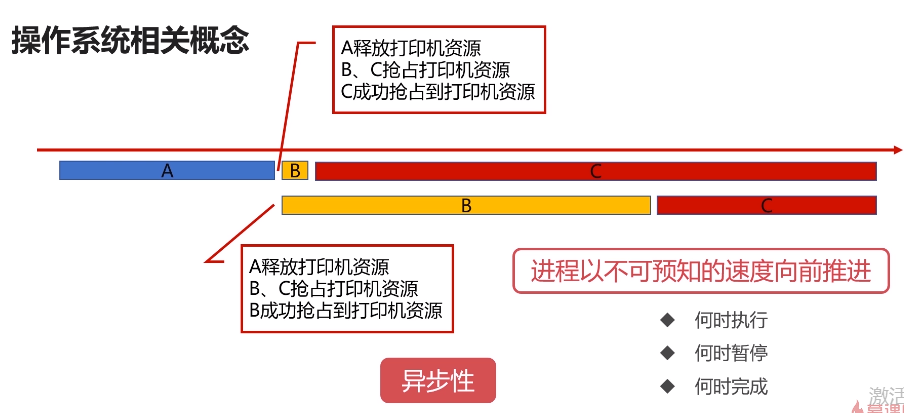 操作系统相关概念
A释放打印机资源
B、C抢占打印机资源
C成功抢占到打印机资源
A
B
C
B
C
A释放打印机资源
B、C抢占打印机资源
B成功抢占到打印机资源
进程以不可预知的速度向前推进
◆ 何时执行
◆ 何时暂停
◆ 何时完成
异步性
激活